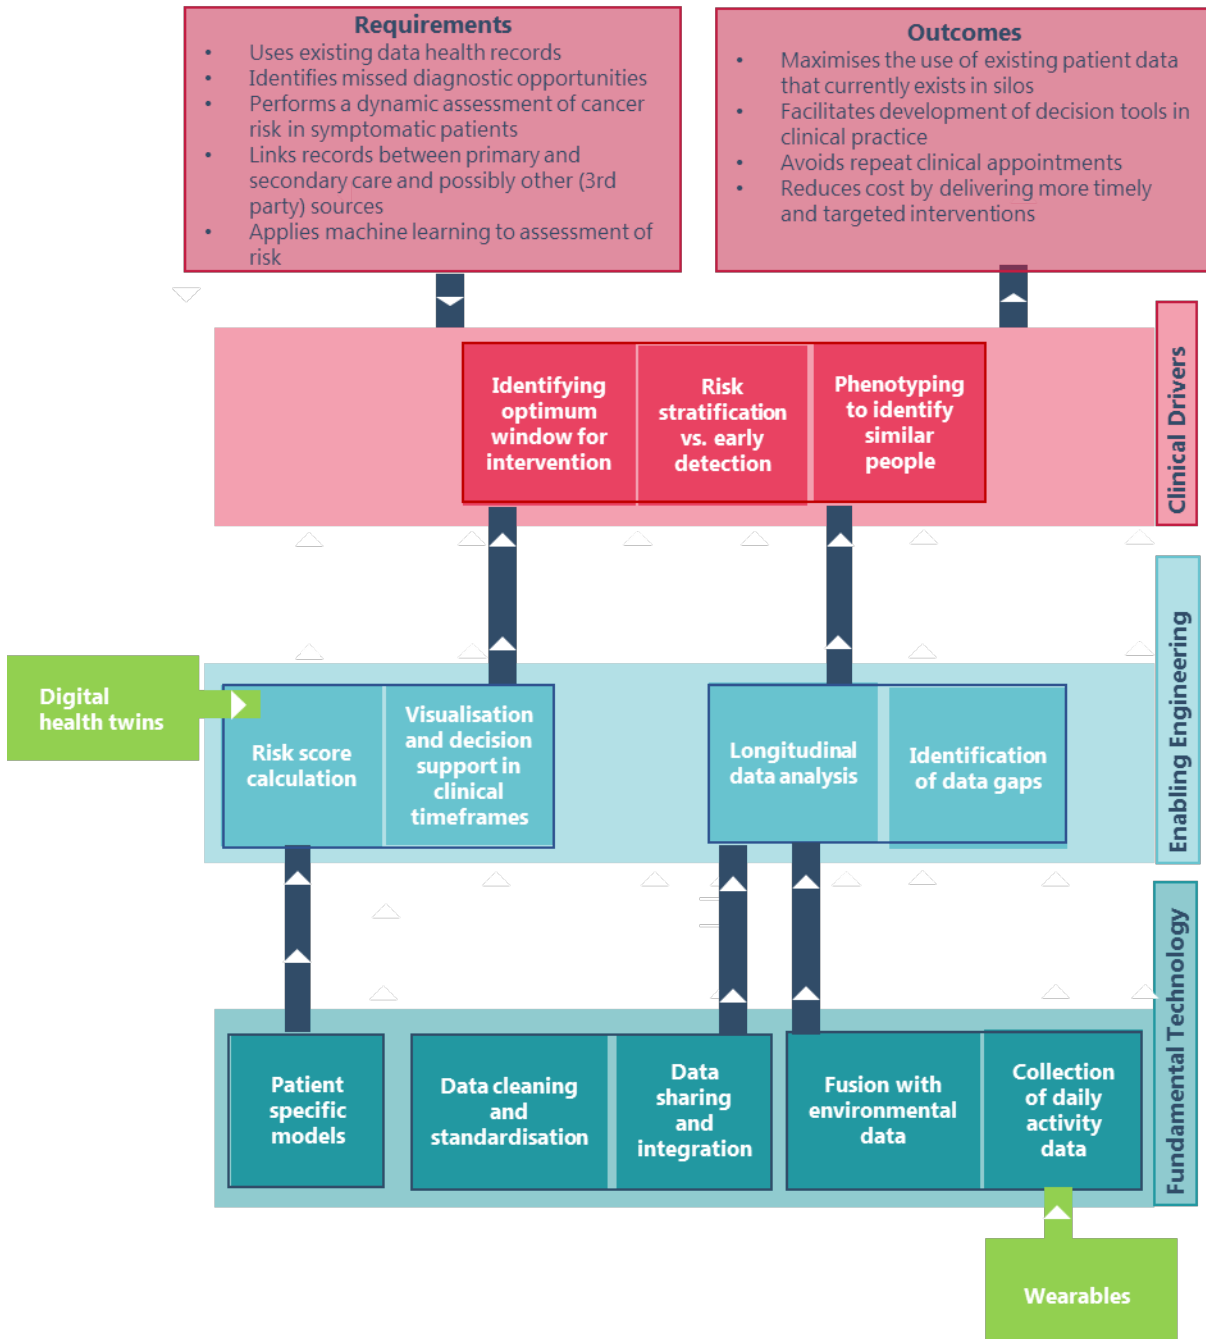 Requirements
• Uses existing data health records
• Identifies missed diagnostic opportunities
• Performs a dynamic assessment of cancer
risk in symptomatic patients
• Links records between primary and
secondary care and possibly other (3rd
party) sources
• Applies machine learning to assessment of
risk
Outcomes
• Maximises the use of existing patient data
that currently exists in silos
• Facilitates development of decision tools in
clinical practice
• Avoids repeat clinical appointments
• Reduces cost by delivering more timely
and targeted interventions
Clinical Drivers
Identifying
optimum
window for
intervention
Risk
stratification
vs. early
detection
Phenotyping
to identify
similar
people
Enabling Engineering
Digital
health twins
Risk score
calculation
Visualisation
and decision
support in
clinical
timeframes
Longitudinal
data analysis
Identification
of data gaps
Fundamental Technology
Patient
specific
models
Data cleaning
and
standardisation
Data
sharing
and
integration
Fusion with
environmental
data
Collection
of daily
activity
data
Wearables